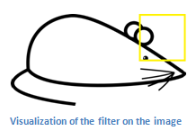 Visualization of the filter on the image